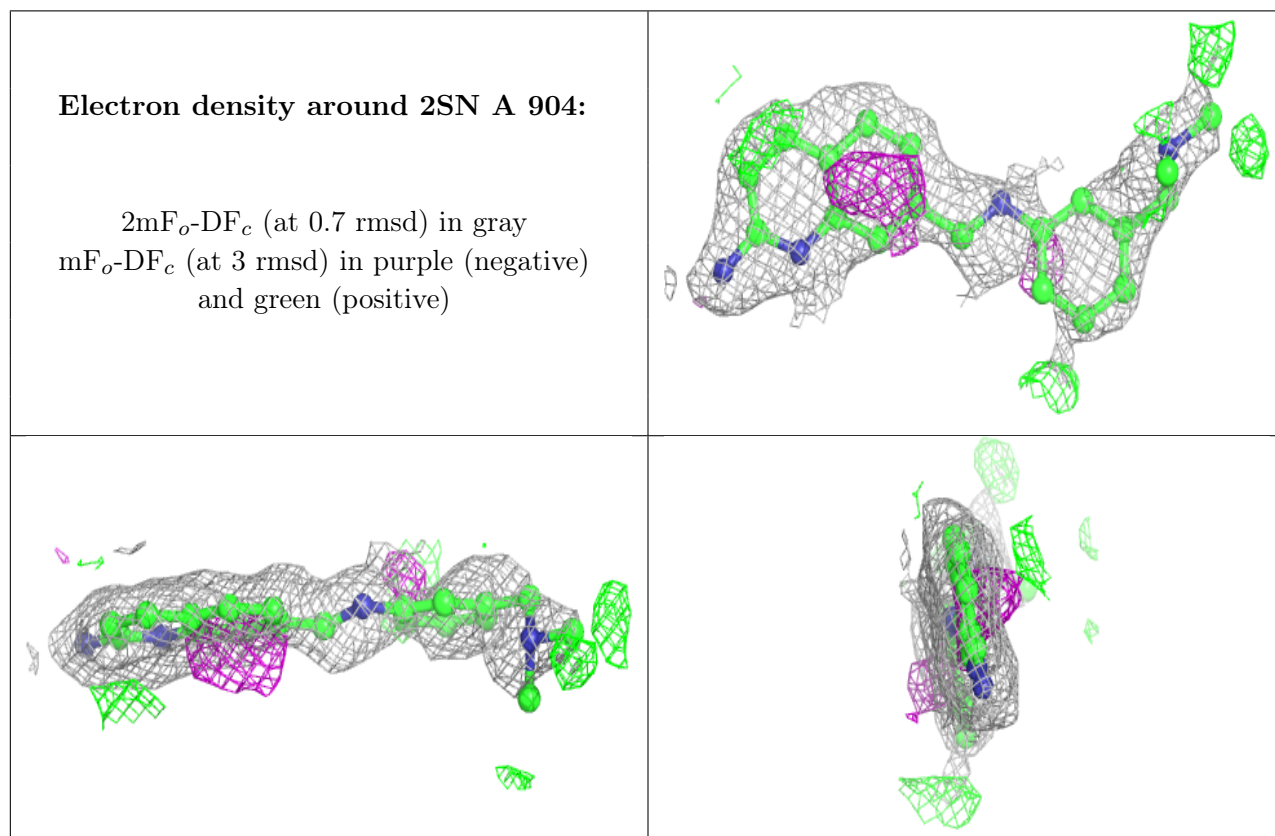 Electron density around 2SN A 904:
2mFo-DFc (at 0.7 rmsd) in gray
mFo-DFc (at 3 rmsd) in purple (negative)
and green (positive)